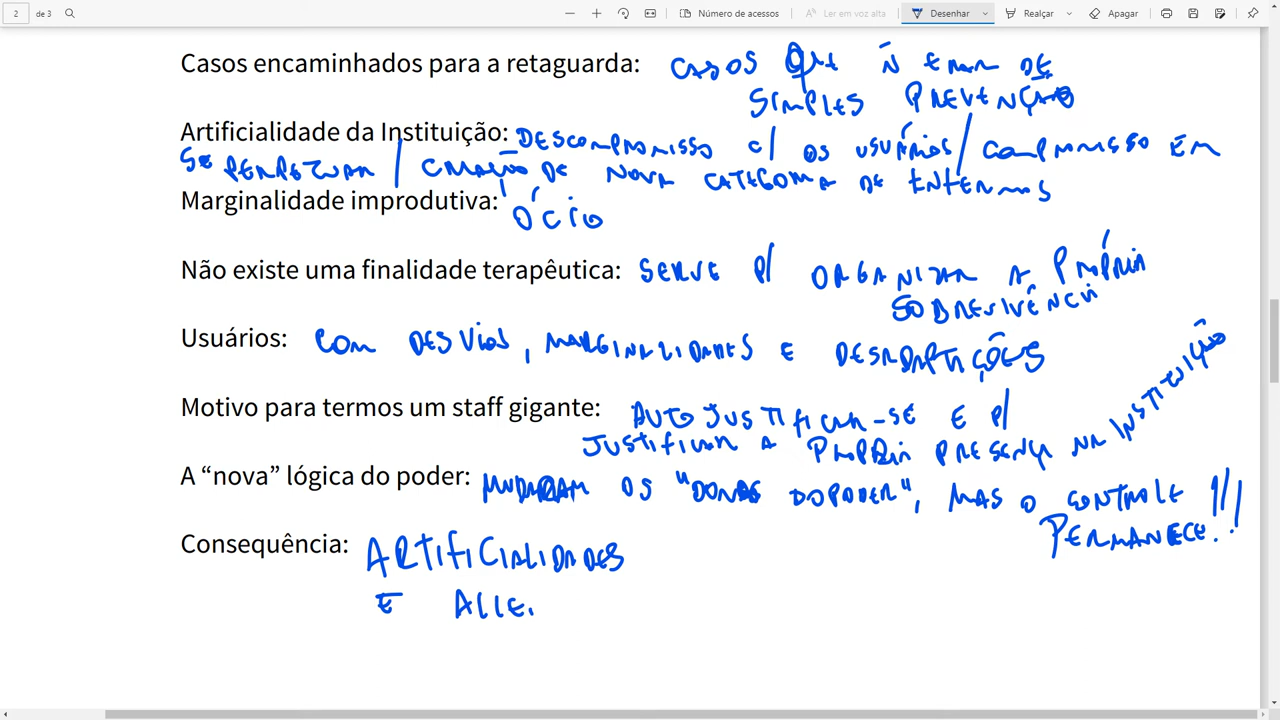 2 de 3 Número de acessos Ler em voz alta Desenhar Realçar Apagar
Casos encaminhados para a retaguarda: CASOS QUE Ñ ERAM DE
SIMPLES PREVENÇÃO
Artificialidade da Instituição: DESCOMPROMISSO C/ OS USUÁRIOS / COMPROMISSO EM
SE PERPETUAR / CRIAÇÃO DE NOVA CATEGORIA DE ENFERMOS
Marginalidade improdutiva: ÓCIO
Não existe uma finalidade terapêutica: SERVE P/ ORGANIZAR A PRÓPRIA
SOBREVIVÊNCIA
Usuários: COM DESVIOS, MARGINALIDADES E DESADAPTAÇÕES
Motivo para termos um staff gigante: AUTO JUSTIFICAR-SE E P/
JUSTIFICAR A PRÓPRIA PRESENÇA NA INSTITUIÇÃO
A “nova” lógica do poder: MUDARAM OS "DONOS DO PODER", MAS O CONTROLE
PERMANECE!!!
Consequência: ARTIFICIALIDADES
E ALIE